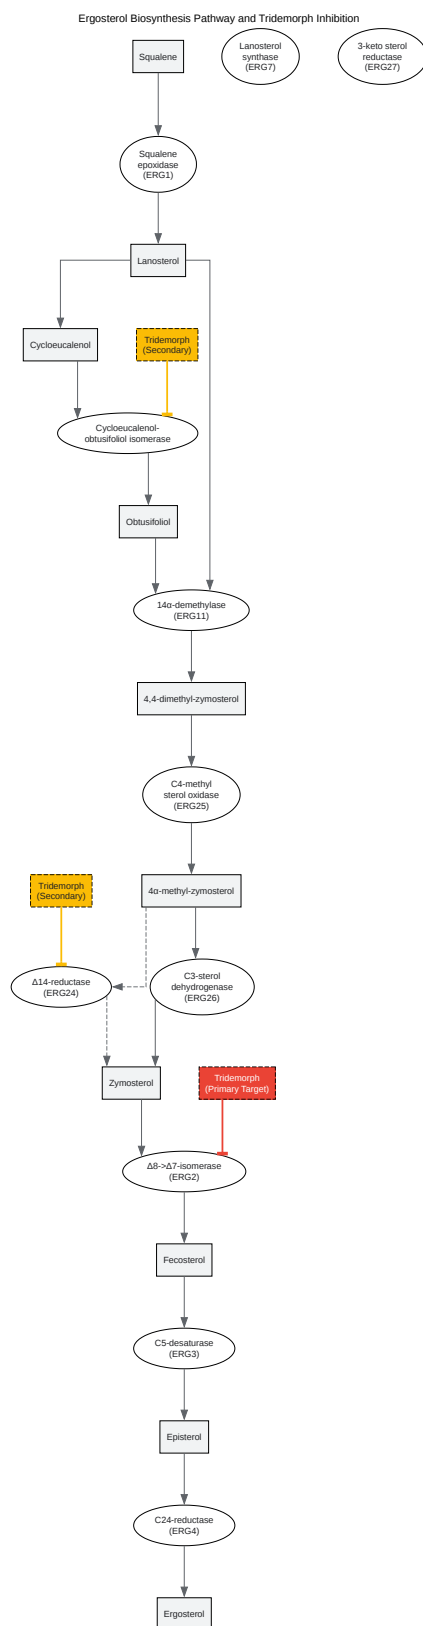 Ergosterol Biosynthesis Pathway and Tridemorph Inhibition
Squalene
Lanosterol
synthase
(ERG7)
3-keto sterol
reductase
(ERG27)
Squalene
epoxidase
(ERG1)
Lanosterol
Cycloeucalenol
Tridemorph
(Secondary)
Cycloeucalenol-
obtusifoliol isomerase
Obtusifoliol
14α-demethylase
(ERG11)
4,4-dimethyl-zymosterol
C4-methyl
sterol oxidase
(ERG25)
Tridemorph
(Secondary)
4α-methyl-zymosterol
Δ14-reductase
(ERG24)
C3-sterol
dehydrogenase
(ERG26)
Zymosterol
Tridemorph
(Primary Target)
Δ8->Δ7-isomerase
(ERG2)
Fecosterol
C5-desaturase
(ERG3)
Episterol
C24-reductase
(ERG4)
Ergosterol